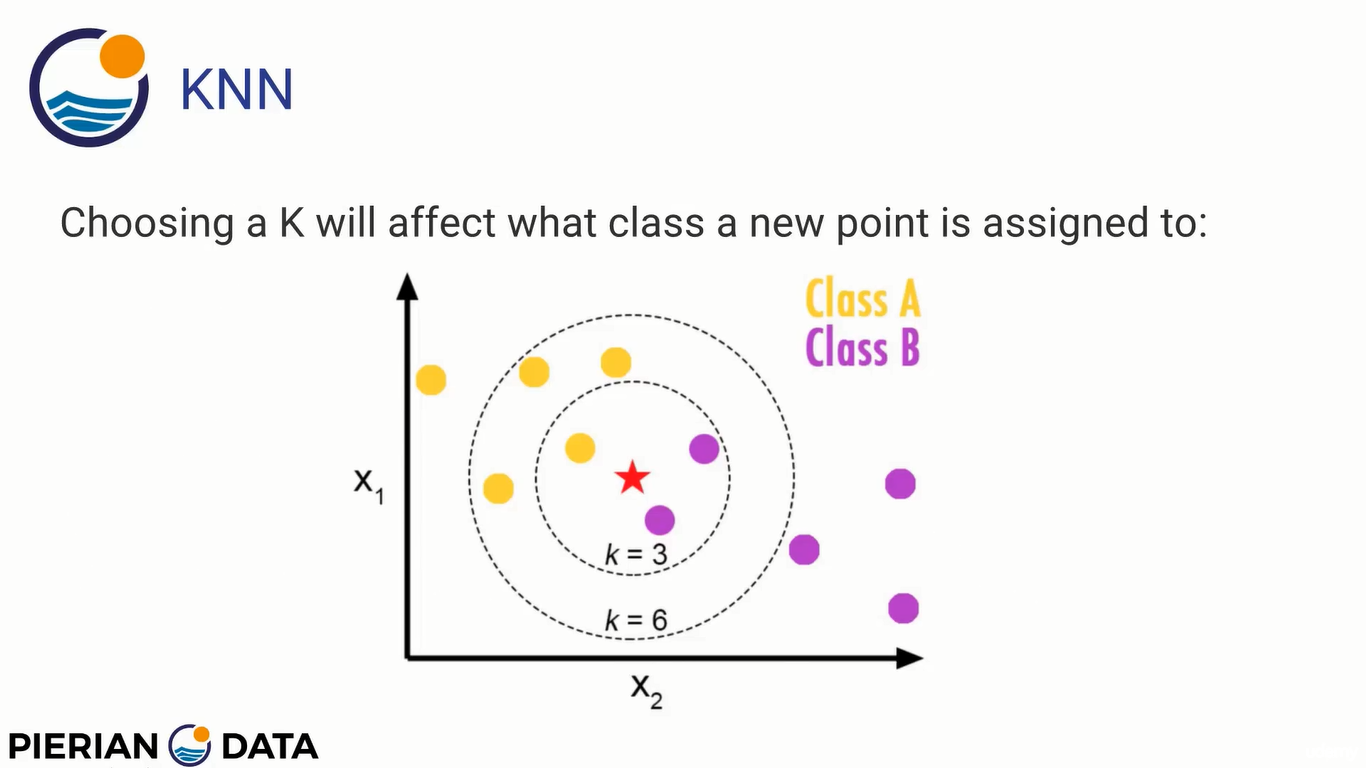 KNN
Choosing a K will affect what class a new point is assigned to:
Class A
Class B
X1
k = 3
k = 6
X2
PIERIAN DATA